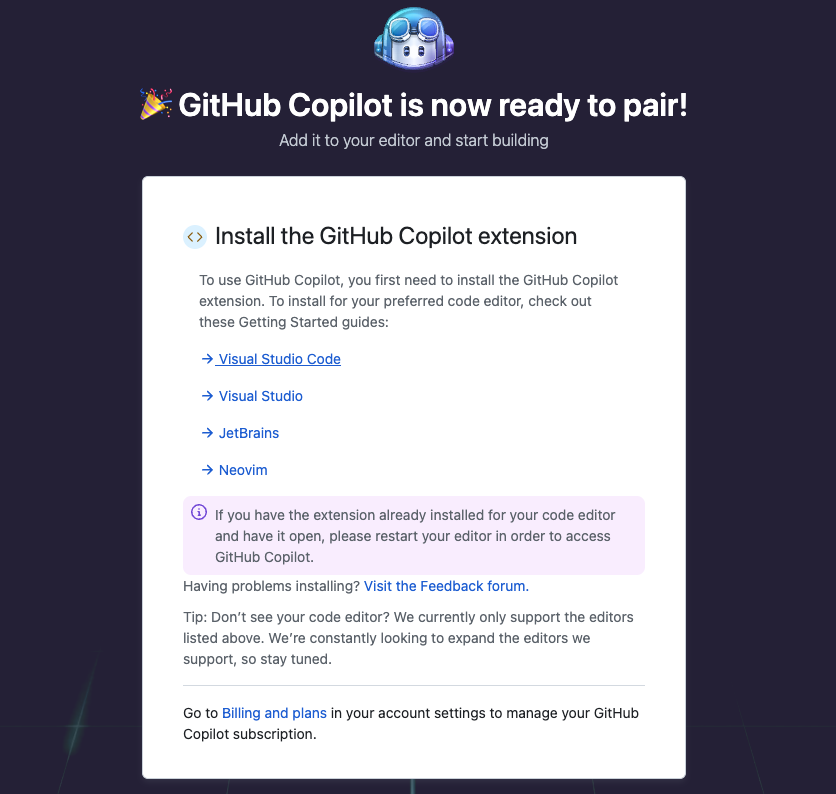 GitHub Copilot is now ready to pair!
Add it to your editor and start building
Install the GitHub Copilot extension
To use GitHub Copilot, you first need to install the GitHub Copilot
extension. To install for your preferred code editor, check out
these Getting Started guides:
→ Visual Studio Code
→ Visual Studio
→ JetBrains
→ Neovim
If you have the extension already installed for your code editor
and have it open, please restart your editor in order to access
GitHub Copilot.
Having problems installing? Visit the Feedback forum.
Tip: Don’t see your code editor? We currently only support the editors
listed above. We’re constantly looking to expand the editors we
support, so stay tuned.
Go to Billing and plans in your account settings to manage your GitHub
Copilot subscription.